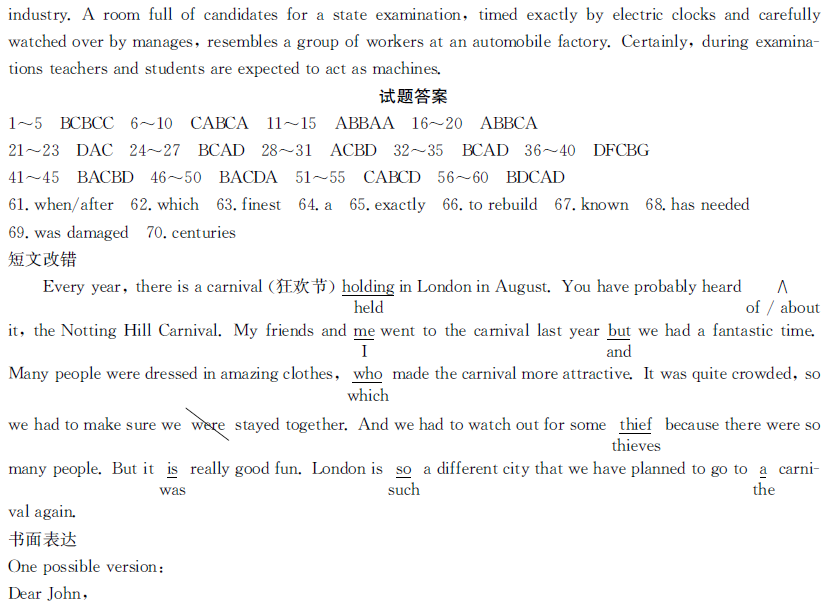 industry. A room full of candidates for a state examination, timed exactly by electric clocks and carefully
watched over by manages, resembles a group of workers at an automobile factory. Certainly, during examina-
tions teachers and students are expected to act as machines.
试题答案
1～5 BCBCC 6～10 CABCA 11～15 ABBAA 16～20 ABBCA
21～23 DAC 24～27 BCAD 28～31 ACBD 32～35 BCAD 36～40 DFCBG
41～45 BACBD 46～50 BACDA 51～55 CABCD 56～60 BDCAD
61. when/after 62. which 63. finest 64. a 65. exactly 66. to rebuild 67. known 68. has needed
69. was damaged 70. centuries
短文改错
Every year, there is a carnival (狂欢节) holding in London in August. You have probably heard ∧
held of / about
it, the Notting Hill Carnival. My friends and me went to the carnival last year but we had a fantastic time.
I and
Many people were dressed in amazing clothes, who made the carnival more attractive. It was quite crowded, so
which
we had to make sure we were stayed together. And we had to watch out for some thief because there were so
thieves
many people. But it is really good fun. London is so a different city that we have planned to go to a carni-
was such the
val again.
书面表达
One possible version:
Dear John,